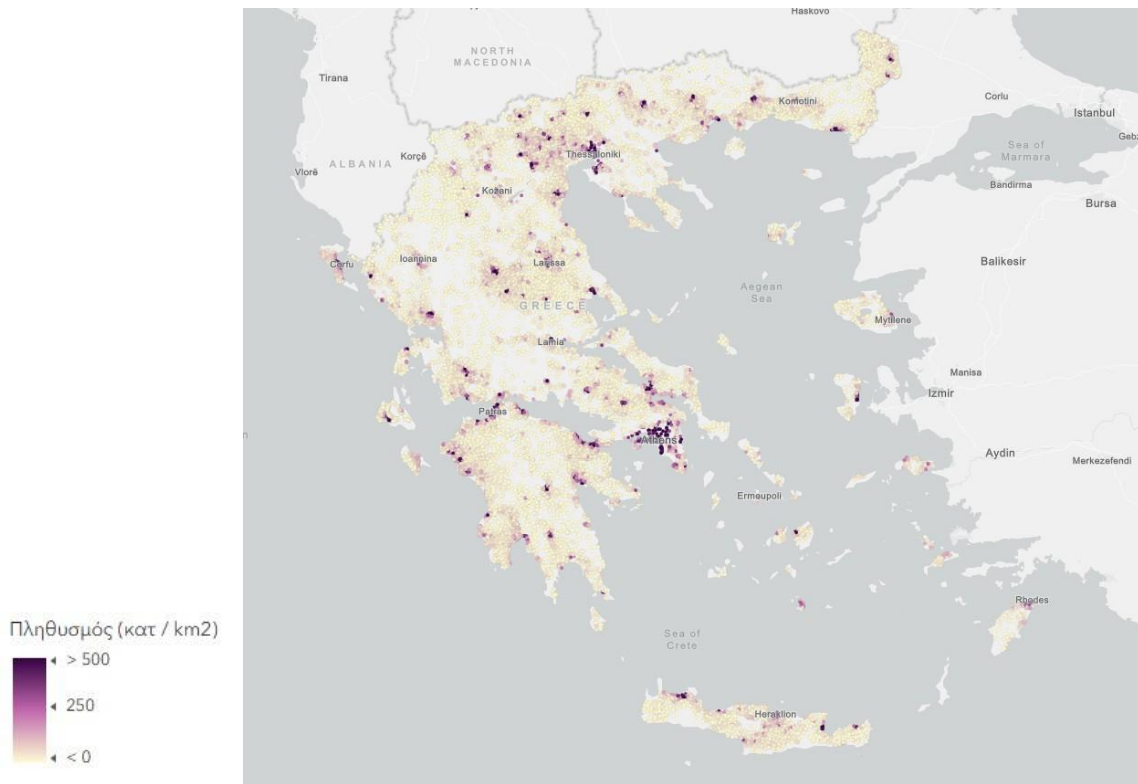 Haskovo
NORTH
MACEDONIA
Tirana
Corlu
Istanbul
Komotini
Gebz
Sea of
Marmara
ALBANIA
Korçë
Thessaloniki
Vlorë
Bandirma
Kozani
Bursa
Corfu
Ioannina
Larissa
Balikesir
Aegean
Sea
GREECE
Mytilene
Lamia
Manisa
Izmir
Patras
Athens
Aydin
Merkezefendi
Ermeupoli
Rhodes
Πληθυσμός (κατ / km2)
> 500
250
< 0
Sea of
Crete
Heraklion